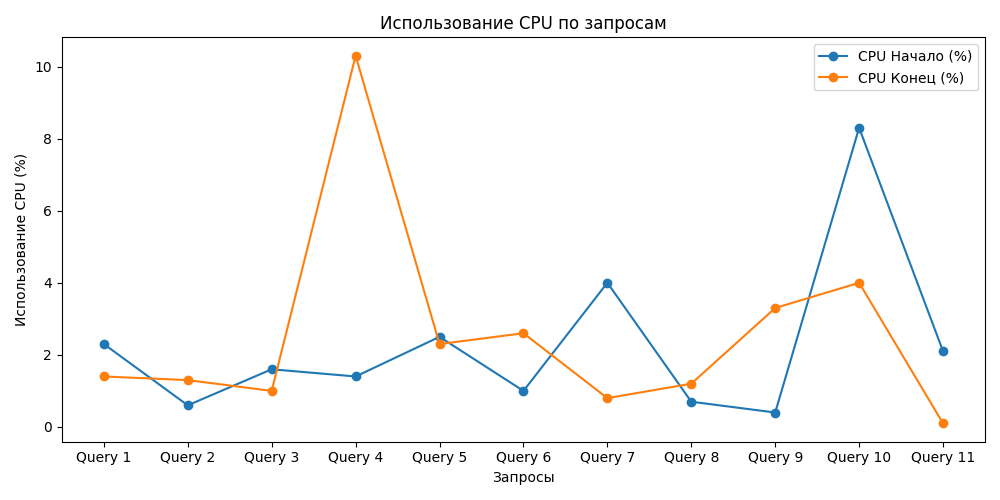 Использование CPU по запросам
CPU Начало (%)
CPU Конец (%)
Использование CPU (%)
10
8
6
4
2
0
Query 1 Query 2 Query 3 Query 4 Query 5 Query 6 Query 7 Query 8 Query 9 Query 10 Query 11
Запросы